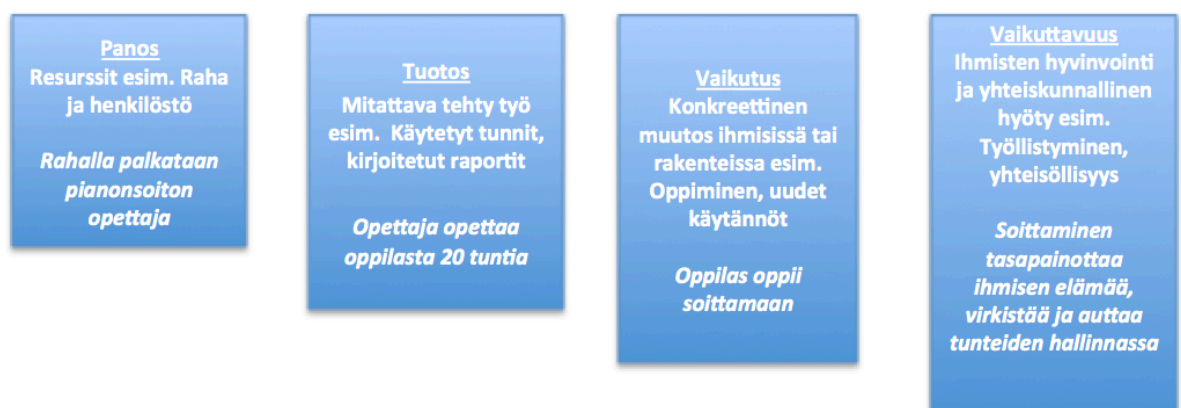 Panos
Resurssit esim. Raha
ja henkilöstö
Rahalla palkataan
pianonsoiton
opettaja
Tuotos
Mitattava tehty työ
esim. Käytetyt tunnit,
kirjoitetut raportit
Opettaja opettaa
oppilasta 20 tuntia
Vaikutus
Konkreettinen
muutos ihmisissä tai
rakenteissa esim.
Oppiminen, uudet
käytännöt
Oppilas oppii
soittamaan
Vaikuttavuus
Ihmisten hyvinvointi
ja yhteiskunnallinen
hyöty esim.
Työllistyminen,
yhteisöllisyys
Soittaminen
tasapainottaa
ihmisen elämää,
virkistää ja auttaa
tunteiden hallinnassa